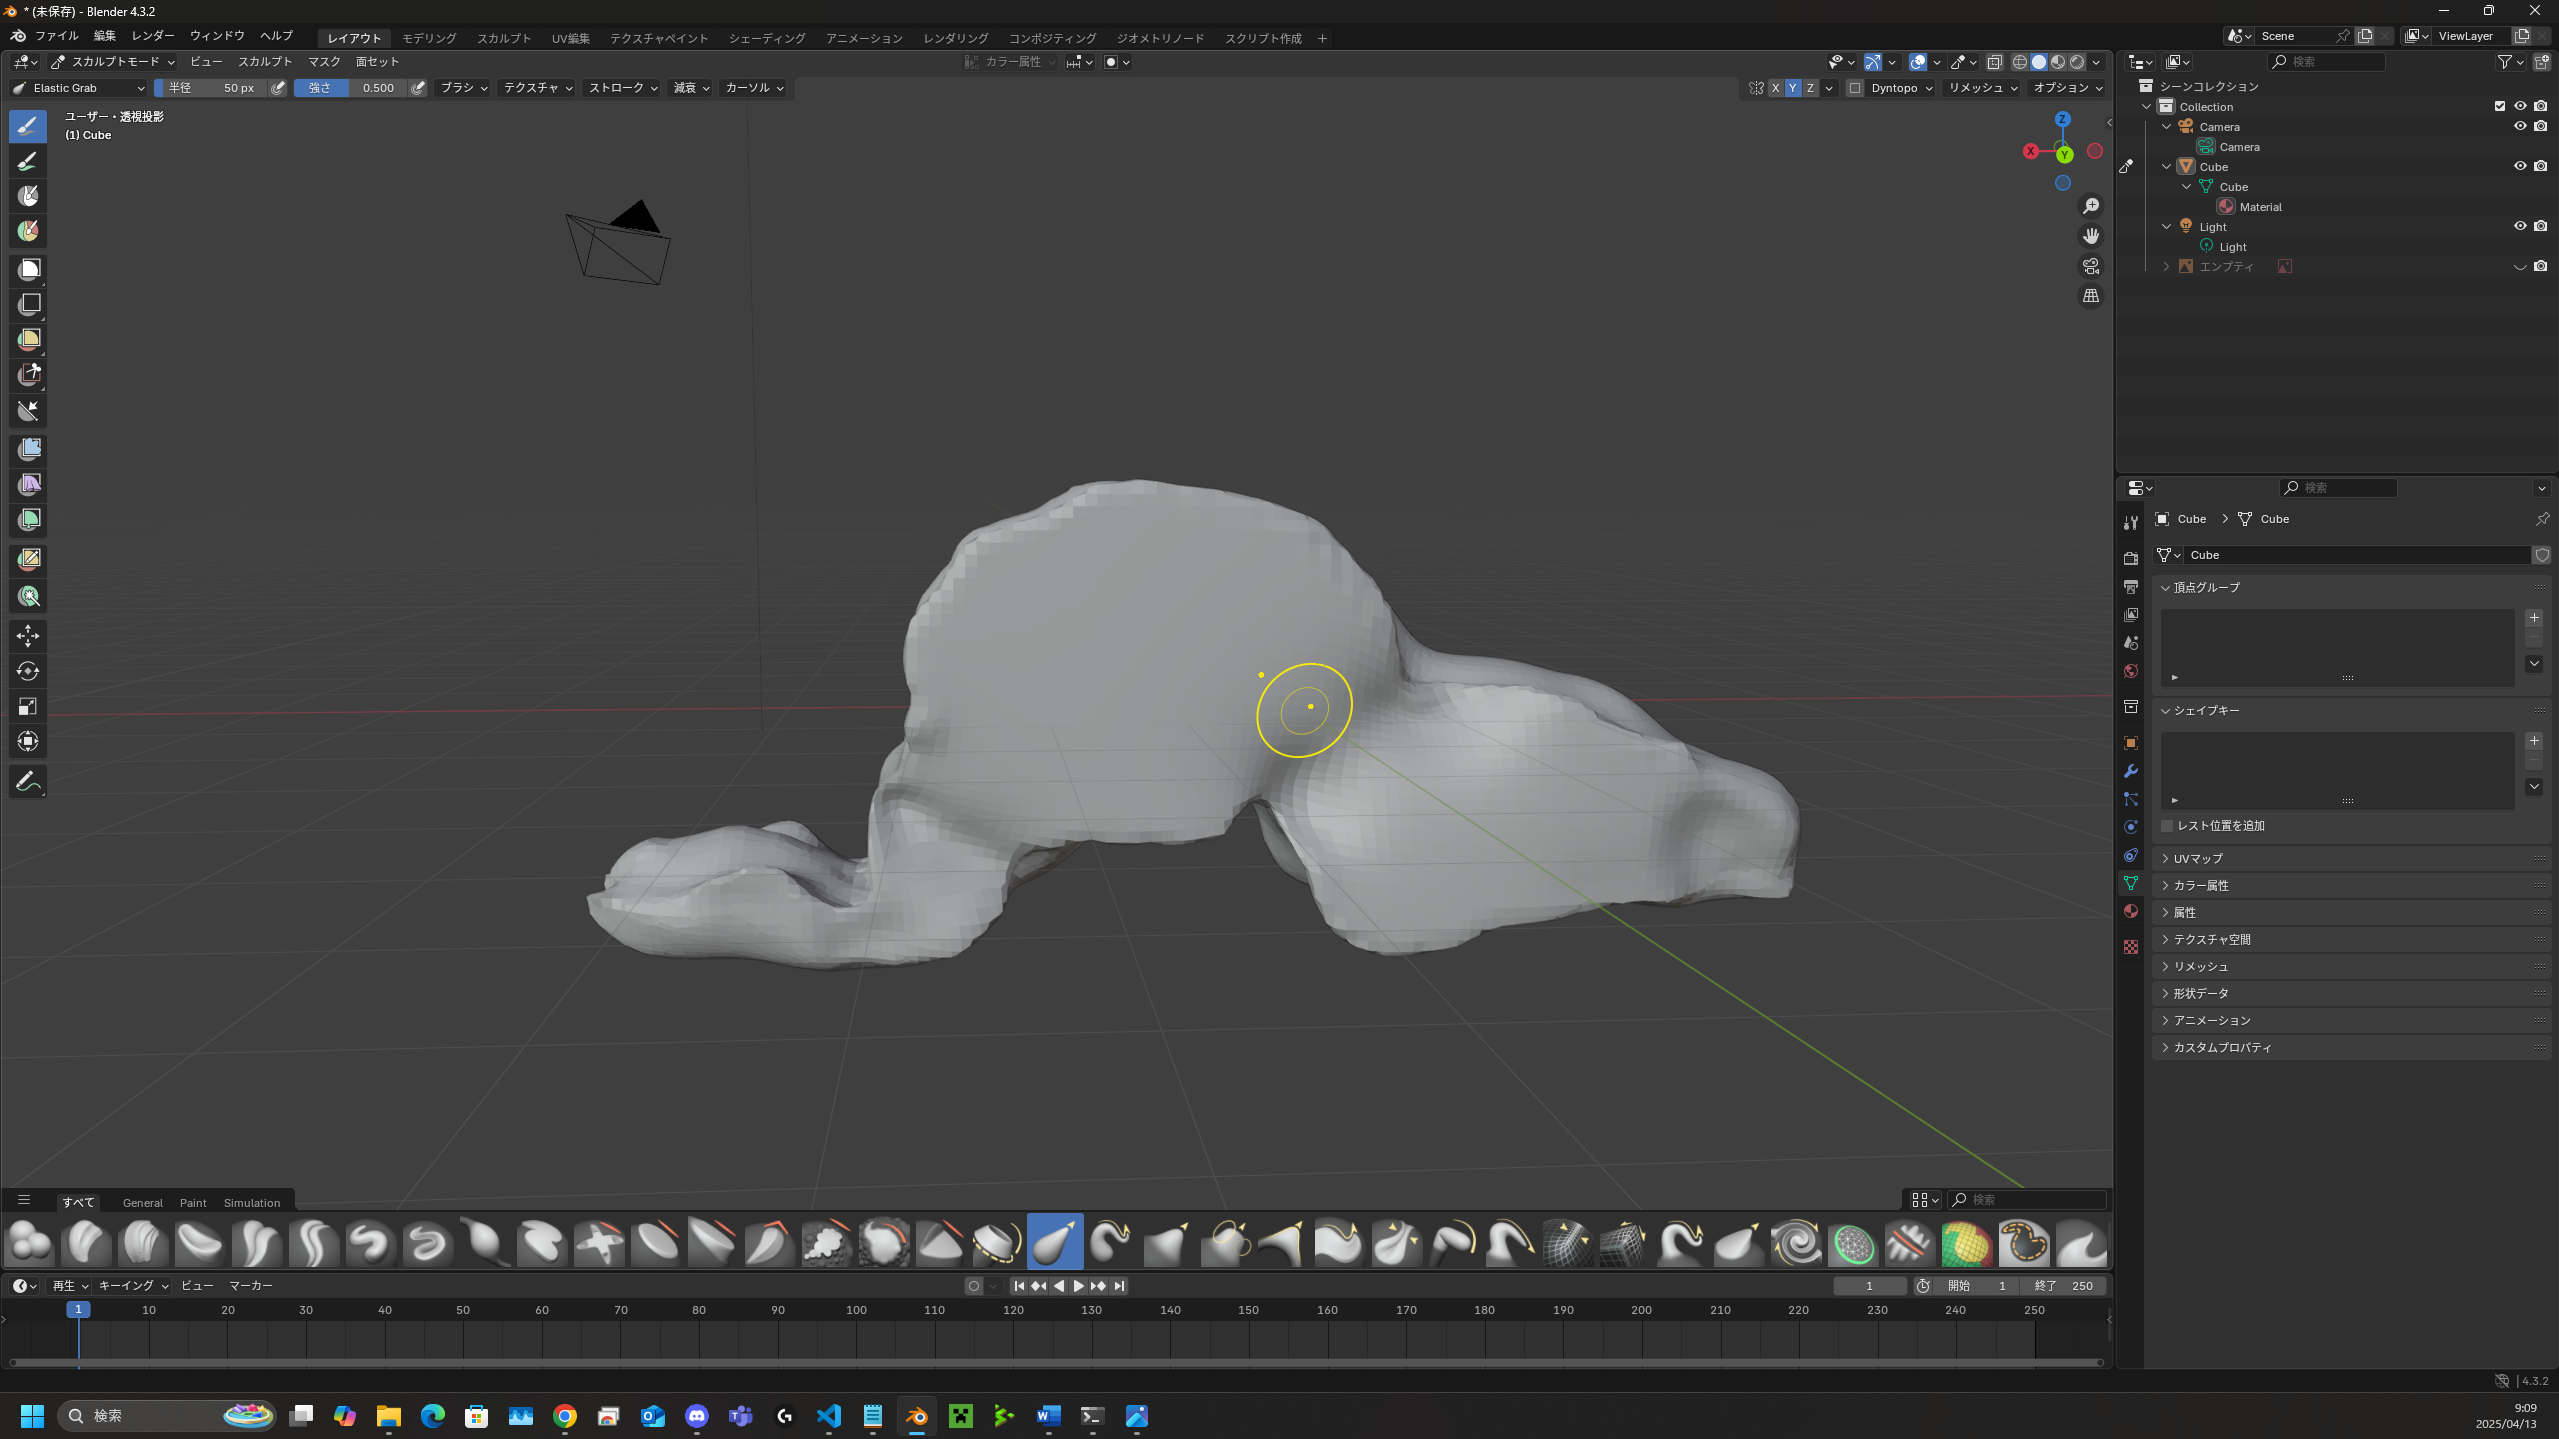 * (未保存) - Blender 4.3.2
ファイル 編集 レンダー ウィンドウ ヘルプ レイアウト モデリング スカルプト UV編集 テクスチャペイント シェーディング アニメーション レンダリング コンポジティング ジオメトリノード スクリプト作成 + Scene ViewLayer
スカルプトモード ビュー スカルプト マスク 面セット カラー属性
Elastic Grab 半径 50 px 強さ 0.500 ブラシ テクスチャ ストローク 減衰 カーソル X Y Z Dyntopo リメッシュ オプション
ユーザー・透視投影
(1) Cube
Z
X Y
検索
シーンコレクション
Collection
Camera
Camera
Cube
Cube
Material
Light
Light
エンプティ
検索
Cube > Cube
Cube
頂点グループ
シェイプキー
レスト位置を追加
UVマップ
カラー属性
属性
テクスチャ空間
リメッシュ
形状データ
アニメーション
カスタムプロパティ
すべて General Paint Simulation 検索
再生 キーイング ビュー マーカー 1 開始 1 終了 250
1 10 20 30 40 50 60 70 80 90 100 110 120 130 140 150 160 170 180 190 200 210 220 230 240 250
4.3.2
検索
9:09
2025/04/13